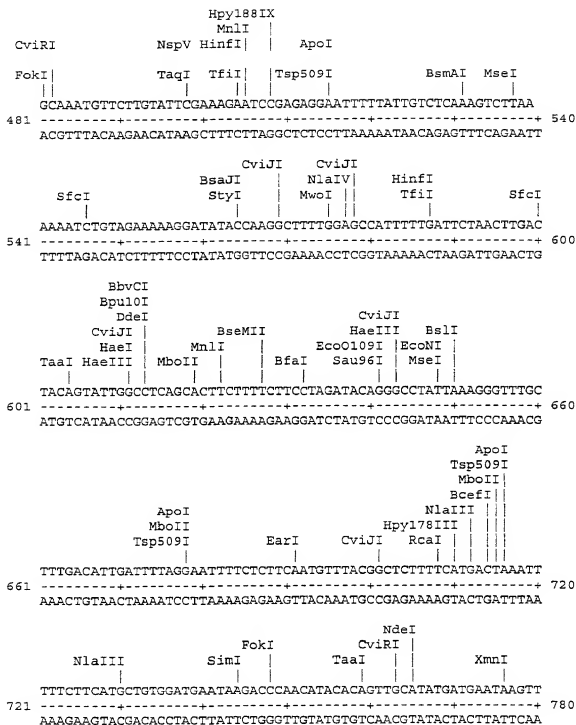 Hpy188IX
MnlI
CviRI NspV HinfI ApoI
FokI TaqI TfiI Tsp509I BsmAI MseI
GCAAATGTTCTTGTATTCGAAAGAATCCGAGAGGAATTTTTATTGTCTCAAAGTCTTAA
481 ---------+---------+---------+---------+---------+---------+ 540
ACGTTTACAAGAACATAAGCTTTCTTAGGCTCTCCTTAAAAATAACAGAGTTTCAGAATT
CviJI CviJI
BsaJI NlaIV HinfI
SfcI StyI MwoI TfiI SfcI
AAAATCTGTAGAAAAAGGATATACCAAGGCTTTTGGAGCCATTTTTGATTCTAACTTGAC
541 ---------+---------+---------+---------+---------+---------+ 600
TTTTAGACATCTTTTTCCTATATGGTTCCGAAAACCTCGGTAAAAACTAAGATTGAACTG
BbvCI
Bpu10I
DdeI CviJI
CviJI BseMII HaeIII BslI
HaeI MnlI EcoO109I EcoNI
TaaI HaeIII MboII BfaI Sau96I MseI
TACAGTATTGGCCTCAGCACTTCTTTTCTTCCTAGATACAGGGCCTATTAAAGGGTTTGC
601 ---------+---------+---------+---------+---------+---------+ 660
ATGTCATAACCGGAGTCGTGAAGAAAAGAAGGATCTATGTCCCGGATAATTTCCCAAACG
ApoI
Tsp509I
MboII
BcefI
ApoI NlaIII
MboII Hpy178III
Tsp509I EarI CviJI RcaI
TTTGACATTGATTTTAGGAATTTTCTCTTCAATGTTTACGGCTCTTTTCATGACTAAATT
661 ---------+---------+---------+---------+---------+---------+ 720
AAACTGTAACTAAAATCCTTAAAAGAGAAGTTACAAATGCCGAGAAAAGTACTGATTTAA
NdeI
FokI CviRI
NlaIII SimI TaaI XmnI
TTTCTTCATGCTGTGGATGAATAAGACCCAACATACACAGTTGCATATGATGAATAAGTT
721 ---------+---------+---------+---------+---------+---------+ 780
AAAGAAGTACGACACCTACTTATTCTGGGTTGTATGTGTCAACGTATACTACTTATTCAA